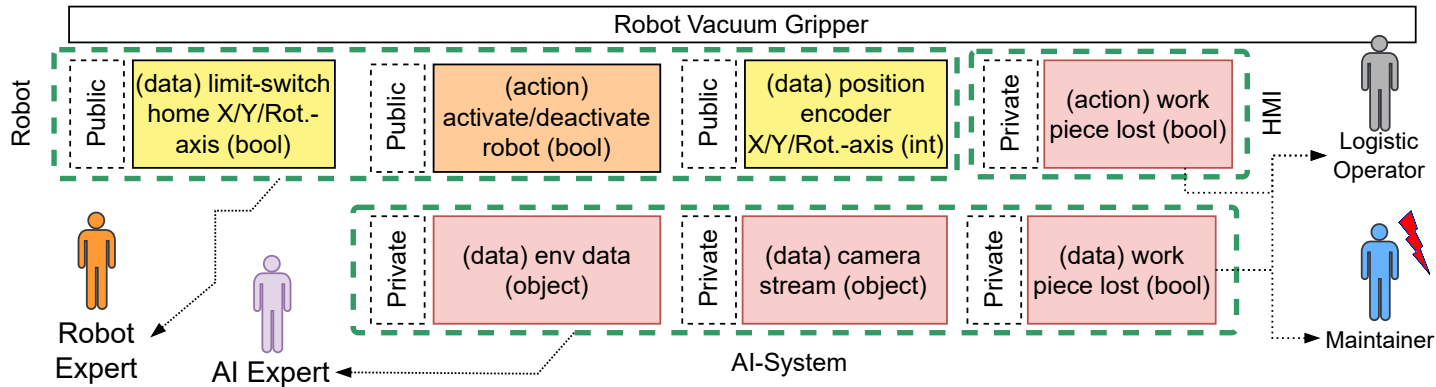 Robot Vacuum Gripper
Robot
Public
(data) limit-switch
home X/Y/Rot.-
axis (bool)
Public
(action)
activate/deactivate
robot (bool)
Public
(data) position
encoder
X/Y/Rot.-axis (int)
Private
(action) work
piece lost (bool)
HMI
Logistic
Operator
Private
(data) env data
(object)
Private
(data) camera
stream (object)
Private
(data) work
piece lost (bool)
Robot
Expert
AI Expert
AI-System
Maintainer